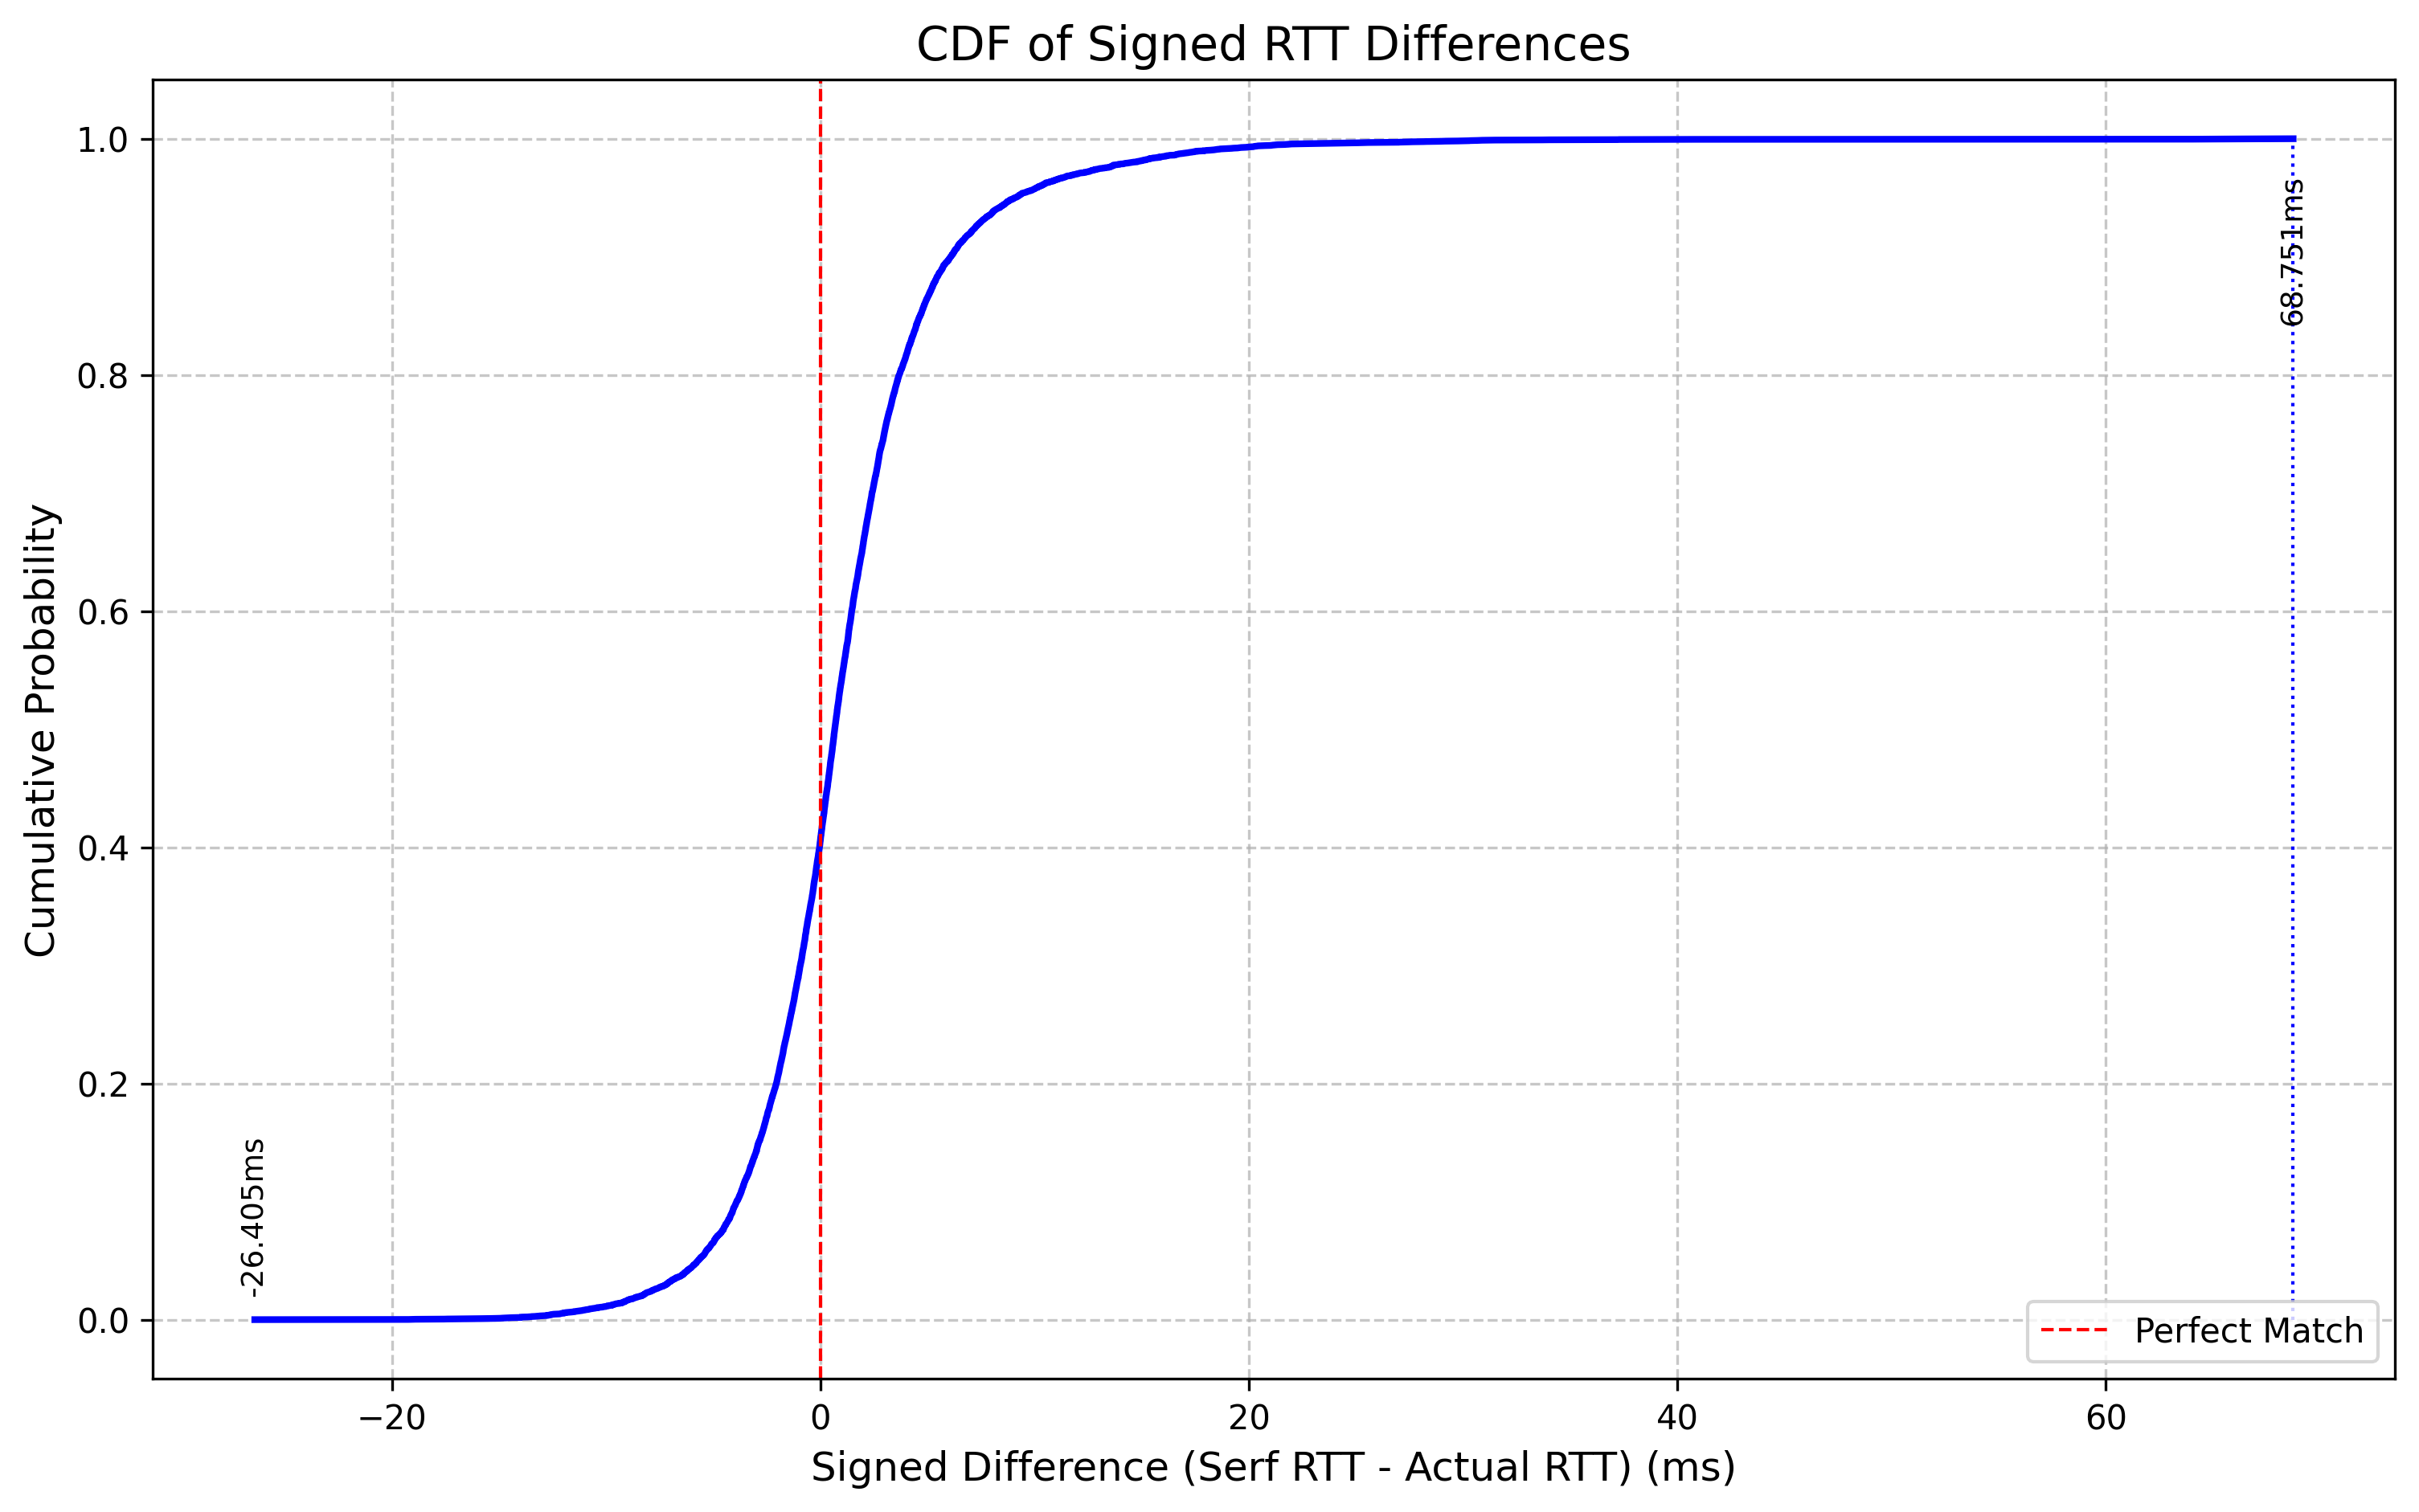 CDF of Signed RTT Differences
Cumulative Probability
1.0
0.8
0.6
0.4
0.2
0.0
-26.405ms
68.751ms
Perfect Match
−20
0
20
40
60
Signed Difference (Serf RTT - Actual RTT) (ms)